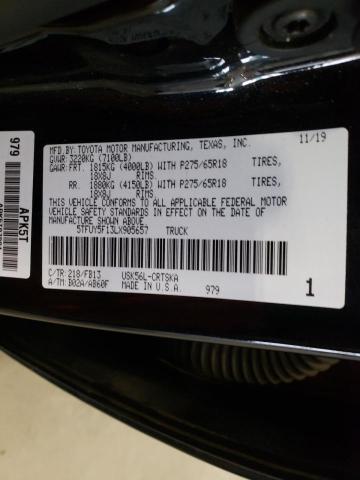 MFD.BY: TOYOTA MOTOR MANUFACTURING, TEXAS, INC. 11/19
GVWR: 3220KG (7100LB)
GAWR: FRT. 1815KG (4000LB) WITH P275/65R18 TIRES,
18X8J RIMS
RR. 1880KG (4150LB) WITH P275/65R18 TIRES,
18X8J RIMS
THIS VEHICLE CONFORMS TO ALL APPLICABLE FEDERAL MOTOR
VEHICLE SAFETY STANDARDS IN EFFECT ON THE DATE OF
MANUFACTURE SHOWN ABOVE.
5TFUY5F13LX905657 TRUCK
C/TR: 218/FB13 USK56L-CRTSKA
A/TM: B02A/AB60F MADE IN U.S.A. 979 1
979
APK5T